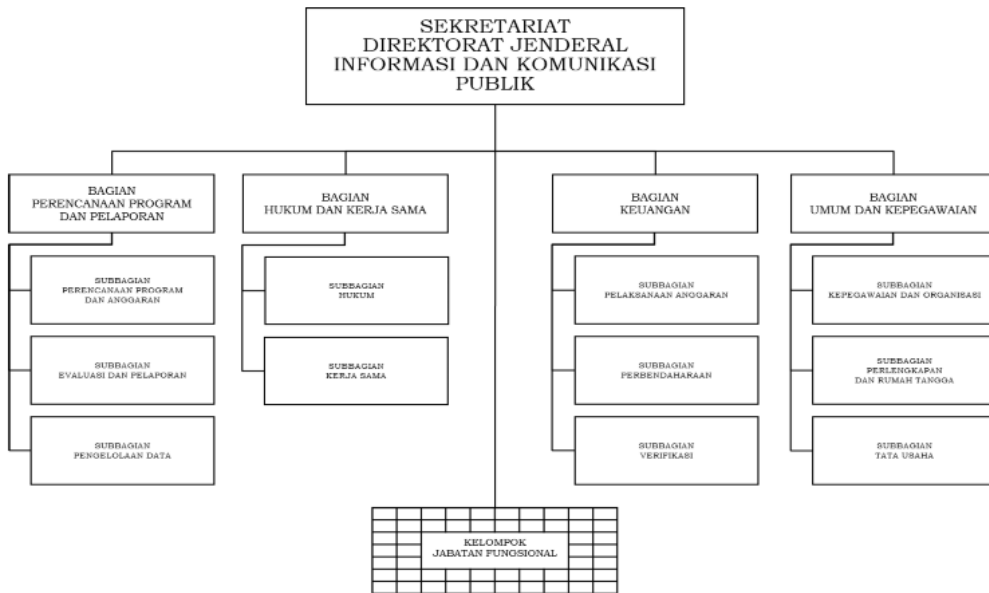 SEKRETARIAT
DIREKTORAT JENDERAL
INFORMASI DAN KOMUNIKASI
PUBLIK
BAGIAN
PERENCANAAN PROGRAM
DAN PELAPORAN
BAGIAN
HUKUM DAN KERJA SAMA
BAGIAN
KEUANGAN
BAGIAN
UMUM DAN KEPEGAWAIAN
SUBBAGIAN
PERENCANAAN PROGRAM
DAN ANGGARAN
SUBBAGIAN
HUKUM
SUBBAGIAN
PELAKSANAAN ANGGARAN
SUBBAGIAN
KEPEGAWAIAN DAN ORGANISASI
SUBBAGIAN
EVALUASI DAN PELAPORAN
SUBBAGIAN
KERJA SAMA
SUBBAGIAN
PERBENDAHARAAN
SUBBAGIAN
PERLENGKAPAN
DAN RUMAH TANGGA
SUBBAGIAN
PENGELOLAAN DATA
SUBBAGIAN
VERIFIKASI
SUBBAGIAN
TATA USAHA
KELOMPOK
JABATAN FUNGSIONAL